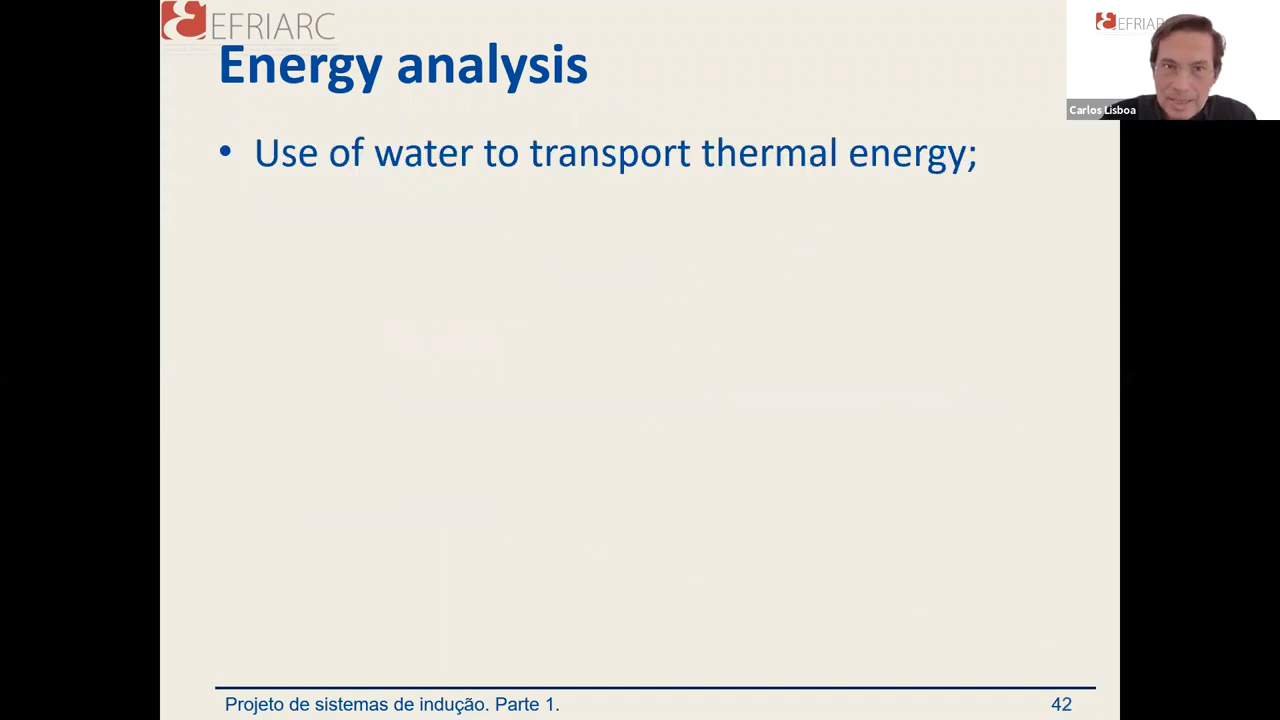 EFRIARC
Energy analysis
• Use of water to transport thermal energy;
Projeto de sistemas de indução. Parte 1.
42
EFRIARC
Carlos Lisboa